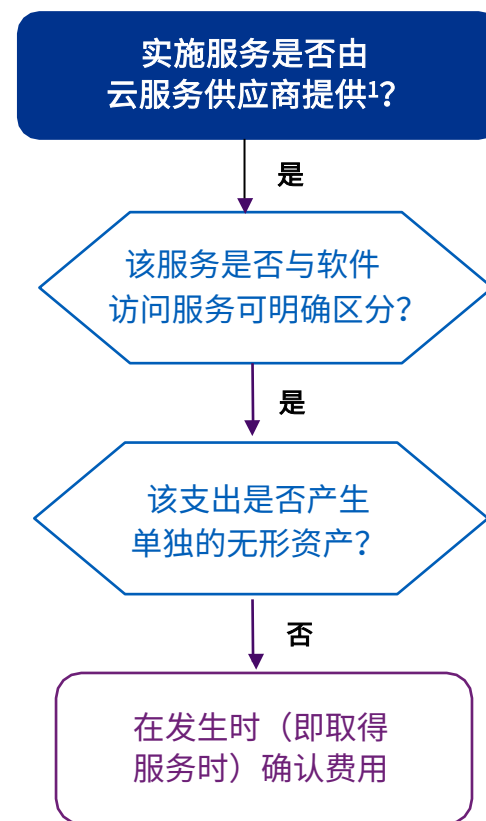 实施服务是否由
云服务供应商提供¹？
是
该服务是否与软件
访问服务可明确区分？
是
该支出是否产生
单独的无形资产？
否
在发生时（即取得
服务时）确认费用